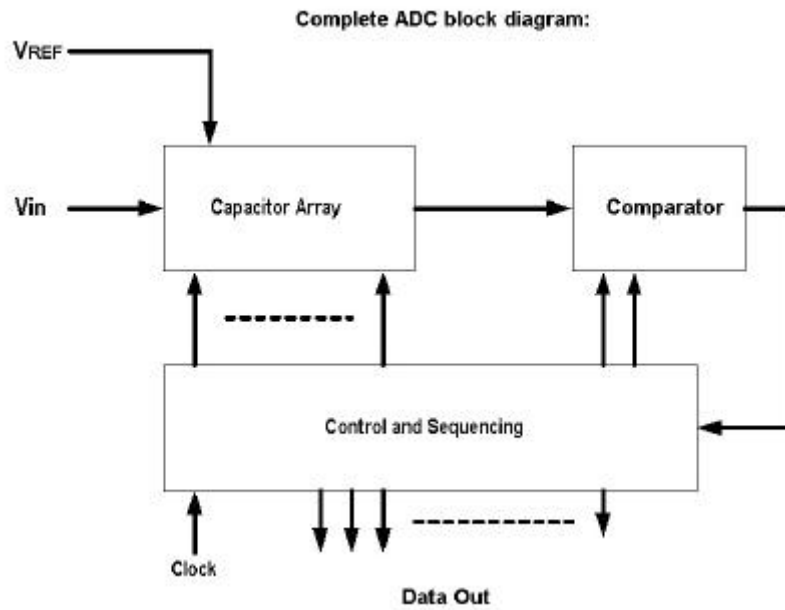 Complete ADC block diagram:
VREF
Vin
Capacitor Array
Comparator
Control and Sequencing
Clock
Data Out